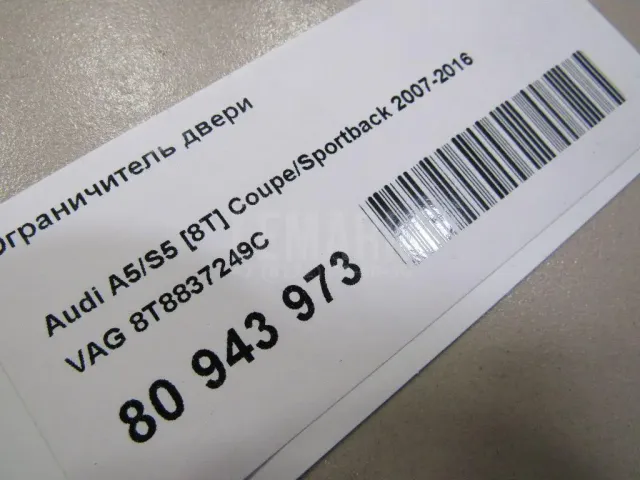 Ограничитель двери
Audi A5/S5 [8T] Coupe/Sportback 2007-2016
VAG 8T8837249C
80 943 973